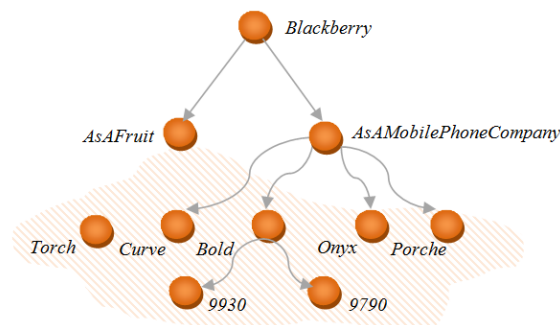 Blackberry
AsAFruit
AsAMobilePhoneCompany
Torch
Curve
Bold
Onyx
Porche
9930
9790